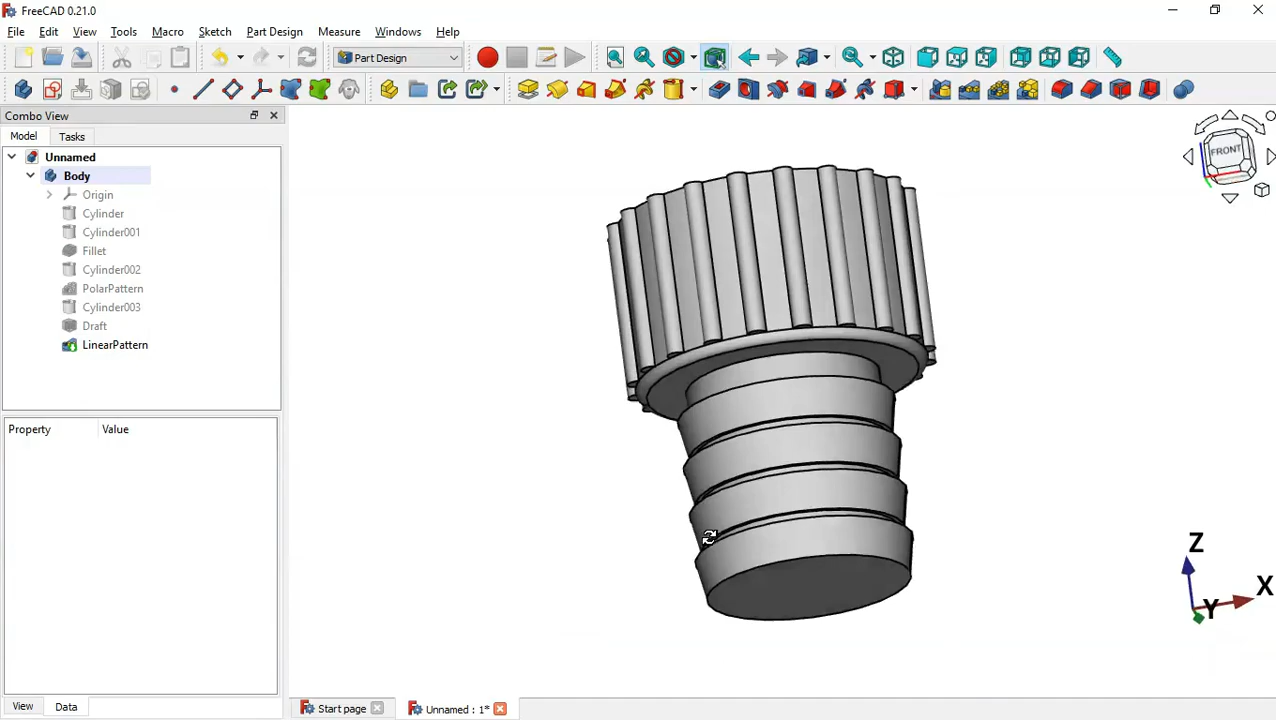 FreeCAD 0.21.0
File Edit View Tools Macro Sketch Part Design Measure Windows Help
Part Design
Combo View
Model Tasks
Unnamed
Body
Origin
Cylinder
Cylinder001
Fillet
Cylinder002
PolarPattern
Cylinder003
Draft
LinearPattern
Property Value
View Data
FRONT
Z
X
Y
Start page
Unnamed : 1*